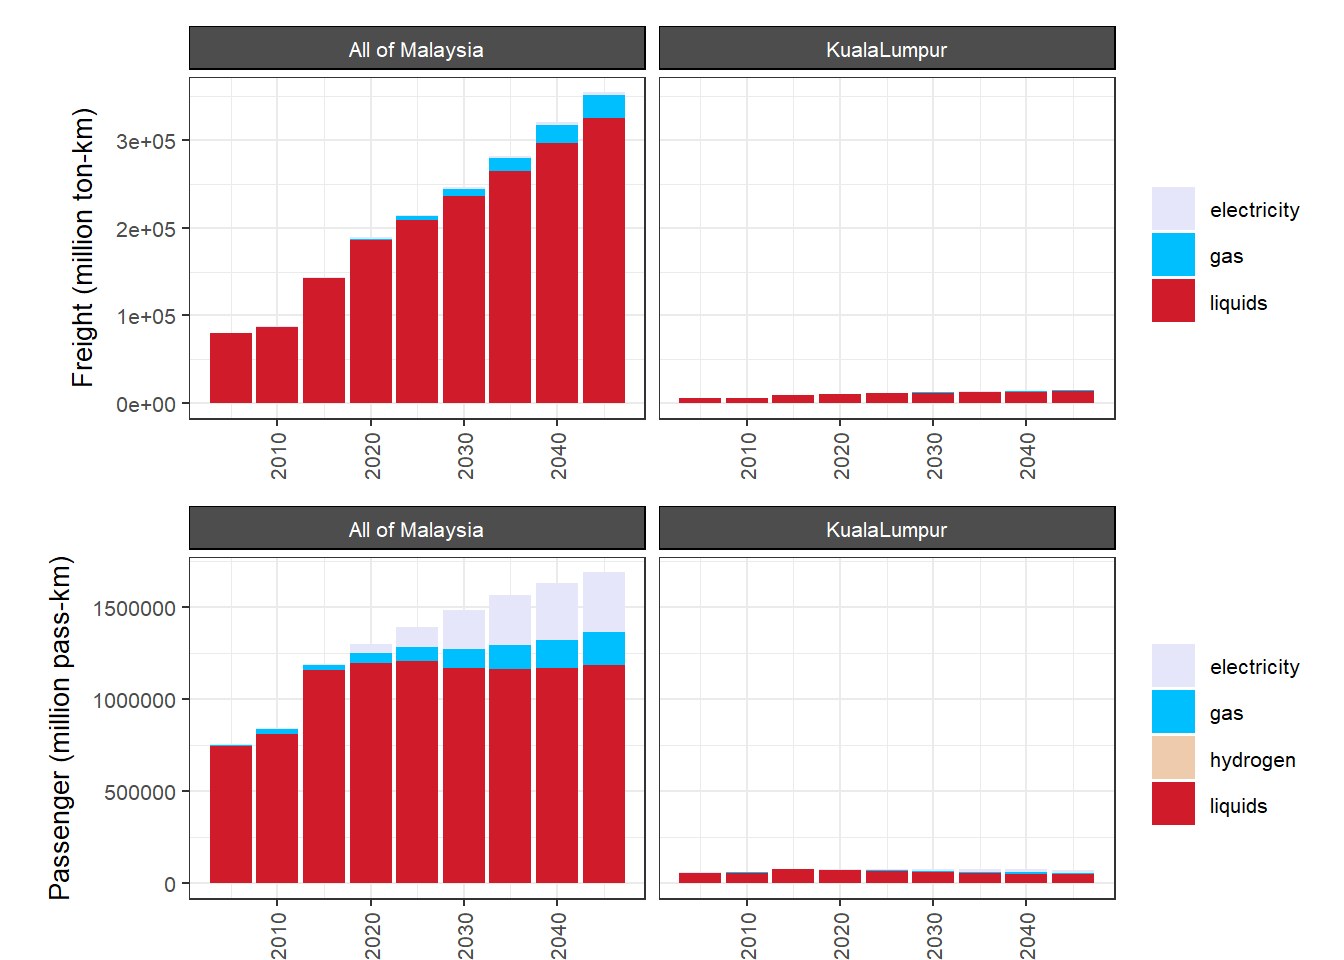 All of Malaysia
KualaLumpur
Freight (million ton-km)
3e+05
2e+05
1e+05
0e+00
2010
2020
2030
2040
2010
2020
2030
2040
electricity
gas
liquids
All of Malaysia
KualaLumpur
Passenger (million pass-km)
1500000
1000000
500000
0
2010
2020
2030
2040
2010
2020
2030
2040
electricity
gas
hydrogen
liquids